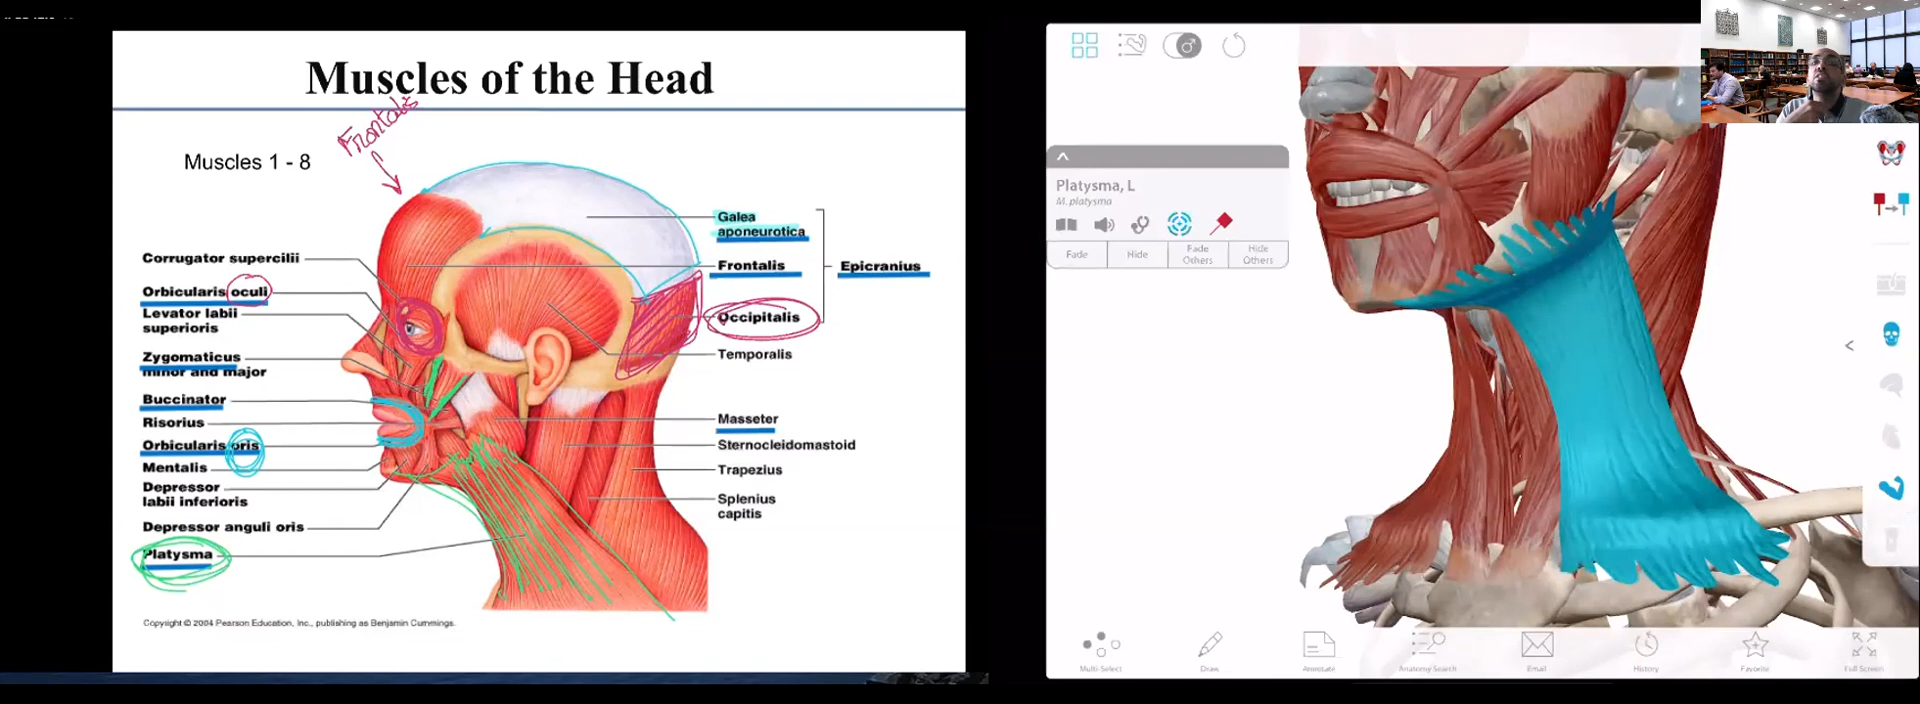 Muscles of the Head
Frontalis
Muscles 1 - 8
Corrugator supercilii
Orbicularis oculi
Levator labii
superioris
Zygomaticus
minor and major
Buccinator
Risorius
Orbicularis oris
Mentalis
Depressor
labii inferioris
Depressor anguli oris
Platysma
Galea
aponeurotica
Frontalis
Epicranius
Occipitalis
Temporalis
Masseter
Sternocleidomastoid
Trapezius
Splenius
capitis
Copyright © 2004 Pearson Education, Inc., publishing as Benjamin Cummings.
Platysma, L
M. platysma
Fade
Hide
Fade
Others
Hide
Others
Multi-Select
Draw
Annotate
Anatomy Search
Email
History
Favorite
Full Screen